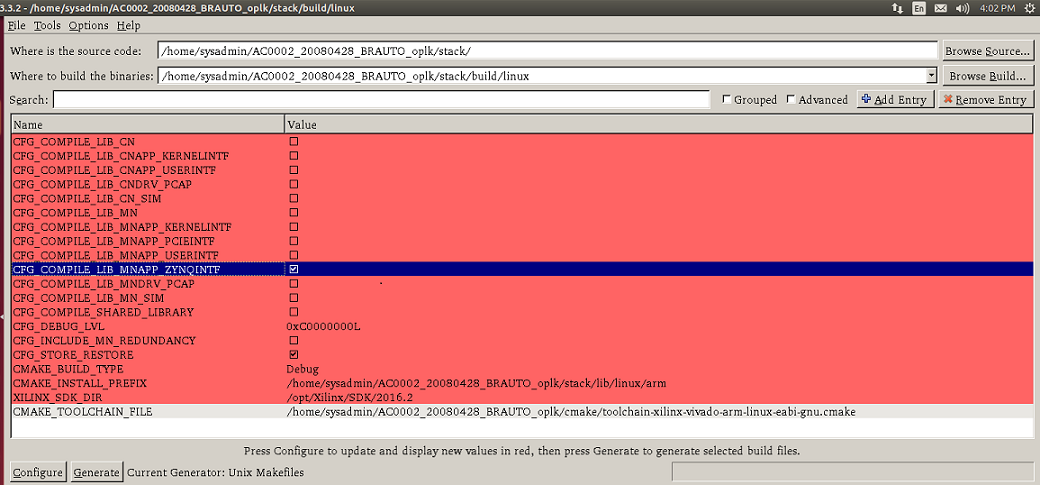 3.3.2 - /home/sysadmin/AC0002_20080428_BRAUTO_oplk/stack/build/linux En 4:02 PM
File Tools Options Help
Where is the source code: /home/sysadmin/AC0002_20080428_BRAUTO_oplk/stack/ Browse Source...
Where to build the binaries: /home/sysadmin/AC0002_20080428_BRAUTO_oplk/stack/build/linux Browse Build...
Search: Grouped Advanced Add Entry Remove Entry
Name Value
CFG_COMPILE_LIB_CN
CFG_COMPILE_LIB_CNAPP_KERNELINTF
CFG_COMPILE_LIB_CNAPP_USERINTF
CFG_COMPILE_LIB_CNDRV_PCAP
CFG_COMPILE_LIB_CN_SIM
CFG_COMPILE_LIB_MN
CFG_COMPILE_LIB_MNAPP_KERNELINTF
CFG_COMPILE_LIB_MNAPP_PCIEINTF
CFG_COMPILE_LIB_MNAPP_USERINTF
CFG_COMPILE_LIB_MNAPP_ZYNQINTF
CFG_COMPILE_LIB_MNDRV_PCAP
CFG_COMPILE_LIB_MN_SIM
CFG_COMPILE_SHARED_LIBRARY
CFG_DEBUG_LVL 0xC0000000L
CFG_INCLUDE_MN_REDUNDANCY
CFG_STORE_RESTORE
CMAKE_BUILD_TYPE Debug
CMAKE_INSTALL_PREFIX /home/sysadmin/AC0002_20080428_BRAUTO_oplk/stack/lib/linux/arm
XILINX_SDK_DIR /opt/Xilinx/SDK/2016.2
CMAKE_TOOLCHAIN_FILE /home/sysadmin/AC0002_20080428_BRAUTO_oplk/cmake/toolchain-xilinx-vivado-arm-linux-eabi-gnu.cmake
Press Configure to update and display new values in red, then press Generate to generate selected build files.
Configure Generate Current Generator: Unix Makefiles